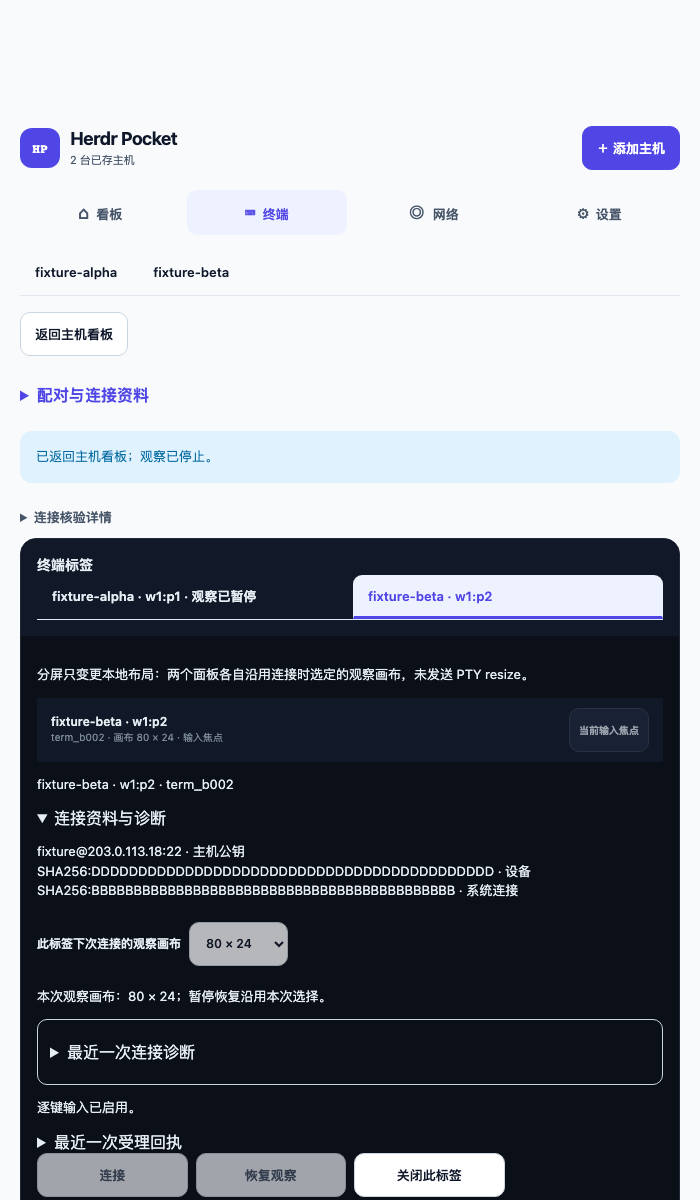 HP
Herdr Pocket
2 台已存主机
+ 添加主机
看板
终端
网络
设置
fixture-alpha
fixture-beta
返回主机看板
配对与连接资料
已返回主机看板；观察已停止。
连接核验详情
终端标签
fixture-alpha · w1:p1 · 观察已暂停
fixture-beta · w1:p2
分屏只变更本地布局：两个面板各自沿用连接时选定的观察画布，未发送 PTY resize。
fixture-beta · w1:p2
term_b002 · 画布 80 × 24 · 输入焦点
当前输入焦点
fixture-beta · w1:p2 · term_b002
连接资料与诊断
fixture@203.0.113.18:22 · 主机公钥
SHA256:DDDDDDDDDDDDDDDDDDDDDDDDDDDDDDDDDDDDDDDDDDD · 设备
SHA256:BBBBBBBBBBBBBBBBBBBBBBBBBBBBBBBBBBBBBBBBBBB · 系统连接
此标签下次连接的观察画布
80 × 24
本次观察画布：80 × 24；暂停恢复沿用本次选择。
最近一次连接诊断
逐键输入已启用。
最近一次受理回执
连接
恢复观察
关闭此标签